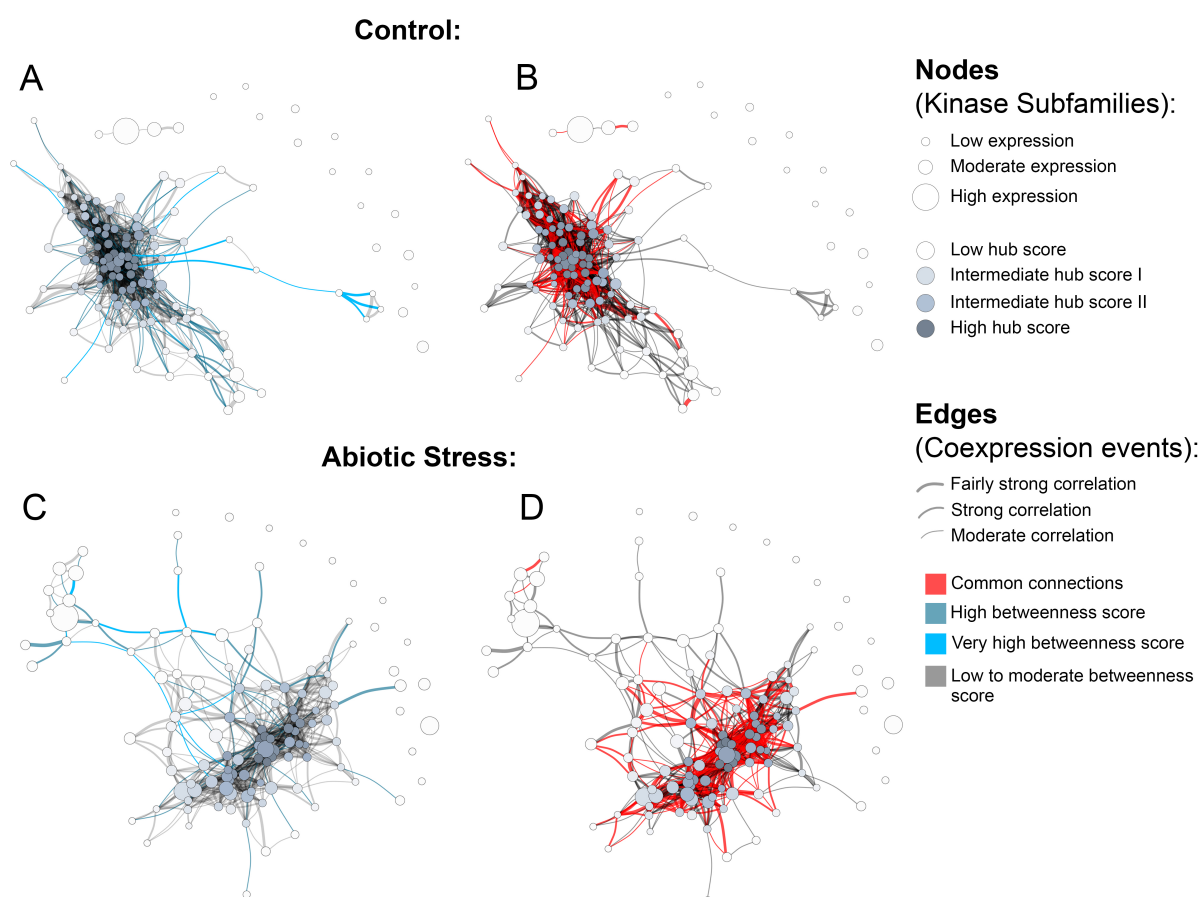 Control:
A
B
Nodes
(Kinase Subfamilies):
Low expression
Moderate expression
High expression
Low hub score
Intermediate hub score I
Intermediate hub score II
High hub score
Edges
(Coexpression events):
Abiotic Stress:
Fairly strong correlation
C
D
Strong correlation
Moderate correlation
Common connections
High betweenness score
Very high betweenness score
Low to moderate betweenness
score